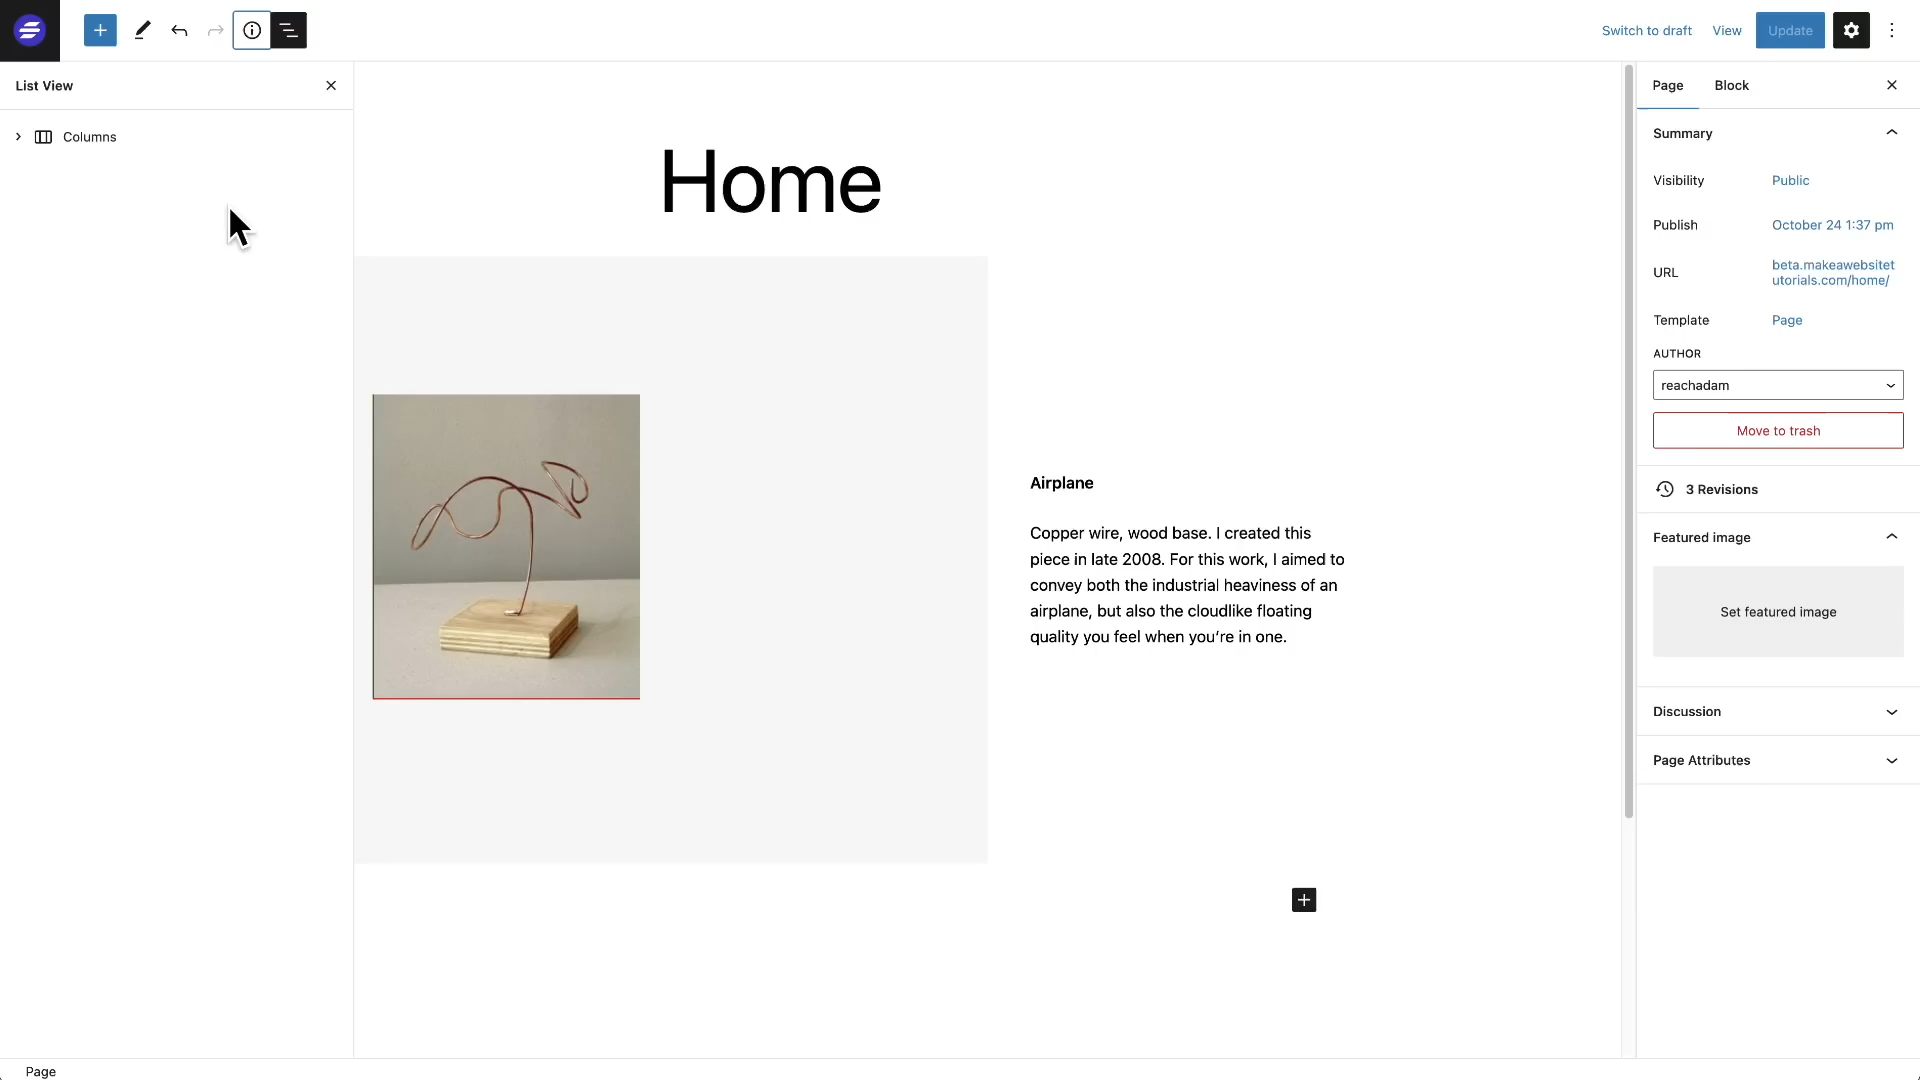 Switch to draft
View
Update
List View
Columns
Home
Airplane
Copper wire, wood base. I created this
piece in late 2008. For this work, I aimed to
convey both the industrial heaviness of an
airplane, but also the cloudlike floating
quality you feel when you're in one.
Page
Block
Summary
Visibility
Public
Publish
October 24 1:37 pm
URL
beta.makeawebsitet
utorials.com/home/
Template
Page
AUTHOR
reachadam
Move to trash
3 Revisions
Featured image
Set featured image
Discussion
Page Attributes
Page